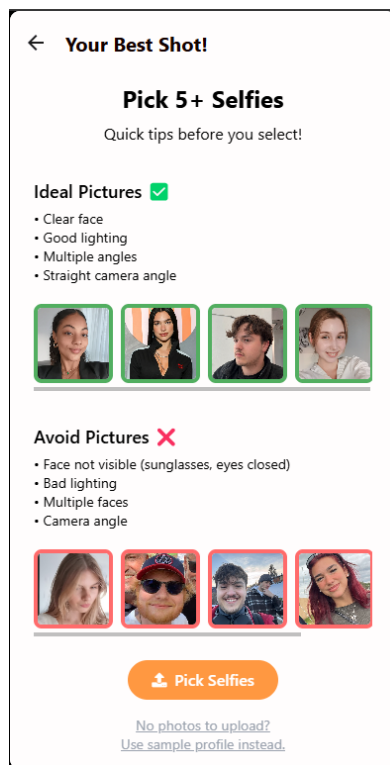 Your Best Shot!
Pick 5+ Selfies
Quick tips before you select!
Ideal Pictures ✅
• Clear face
• Good lighting
• Multiple angles
• Straight camera angle
Avoid Pictures ❌
• Face not visible (sunglasses, eyes closed)
• Bad lighting
• Multiple faces
• Camera angle
Pick Selfies
No photos to upload?
Use sample profile instead.